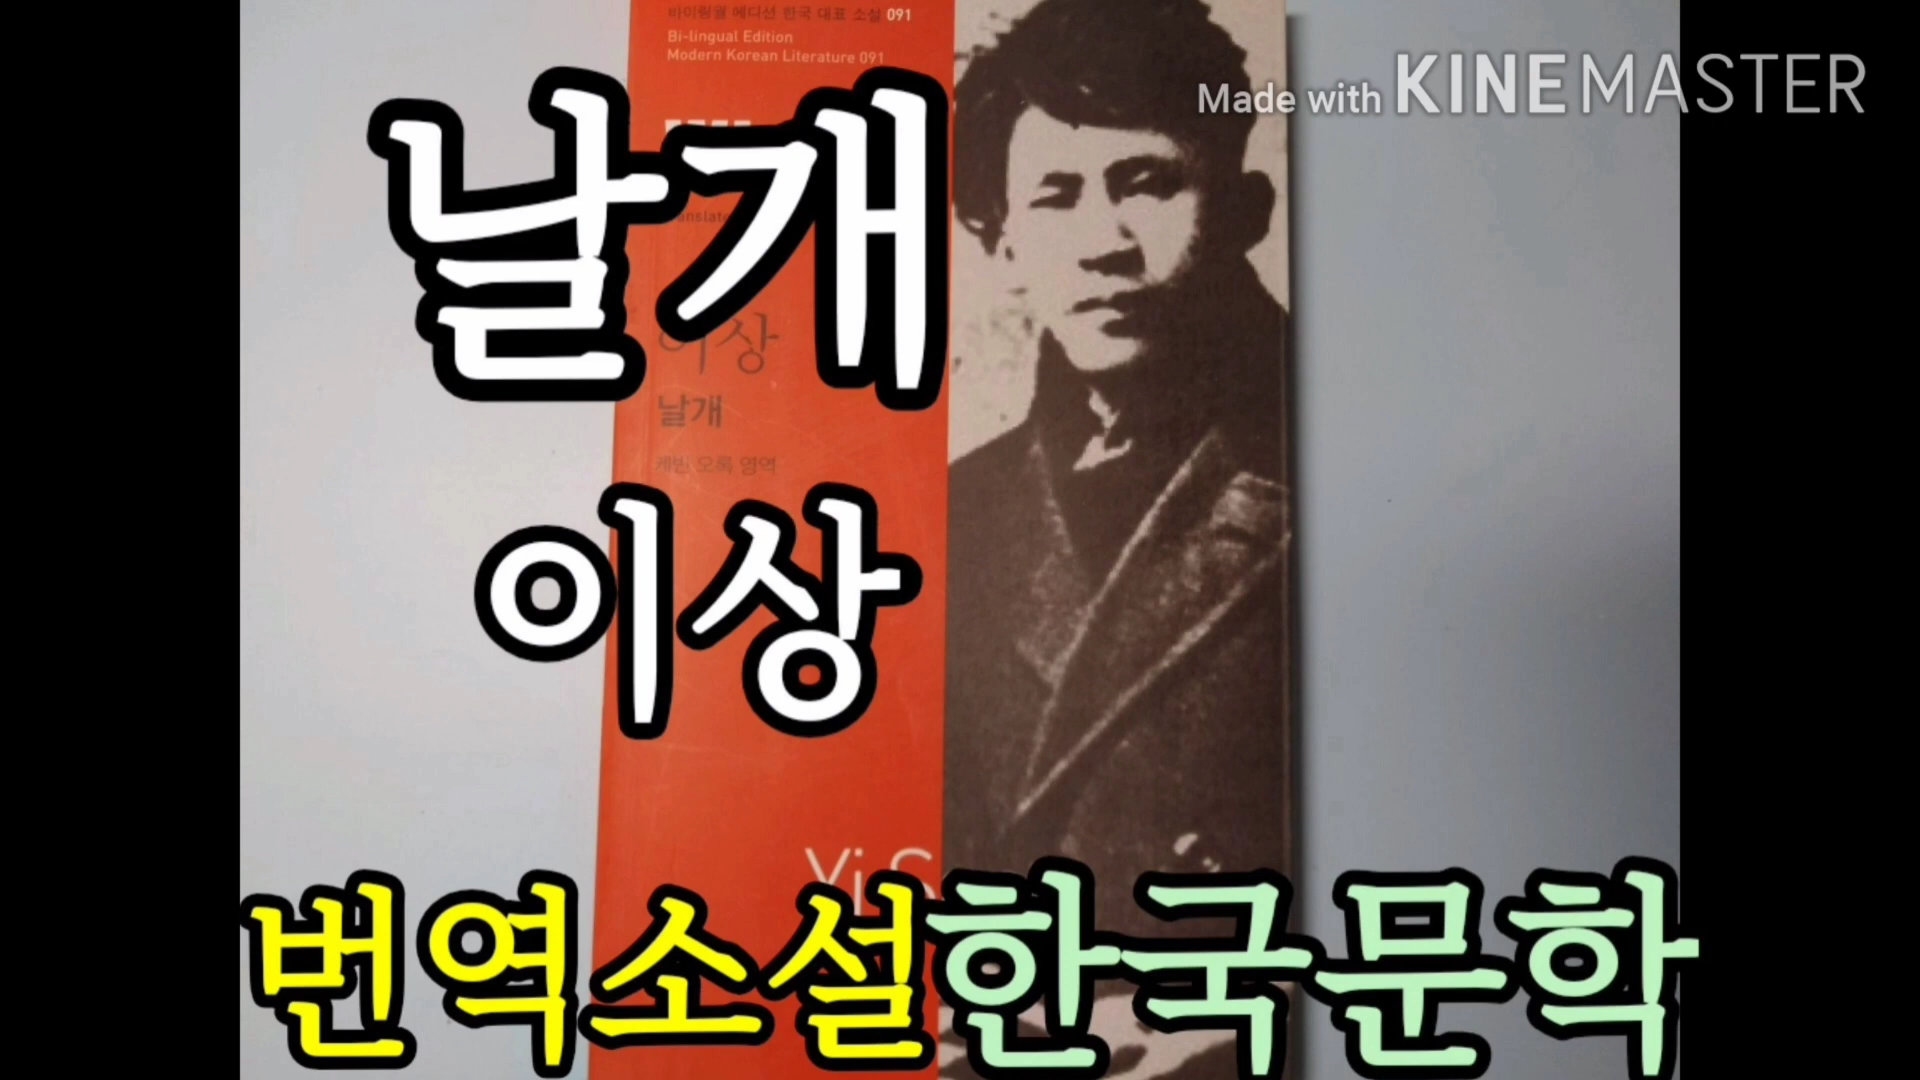 바이링궐 에디션 한국 대표 소설 091
Bi-lingual Edition
Modern Korean Literature 091
Made with KINEMASTER
날개
이상
날개
케빈 오록 영역
이상
번역소설한국문학